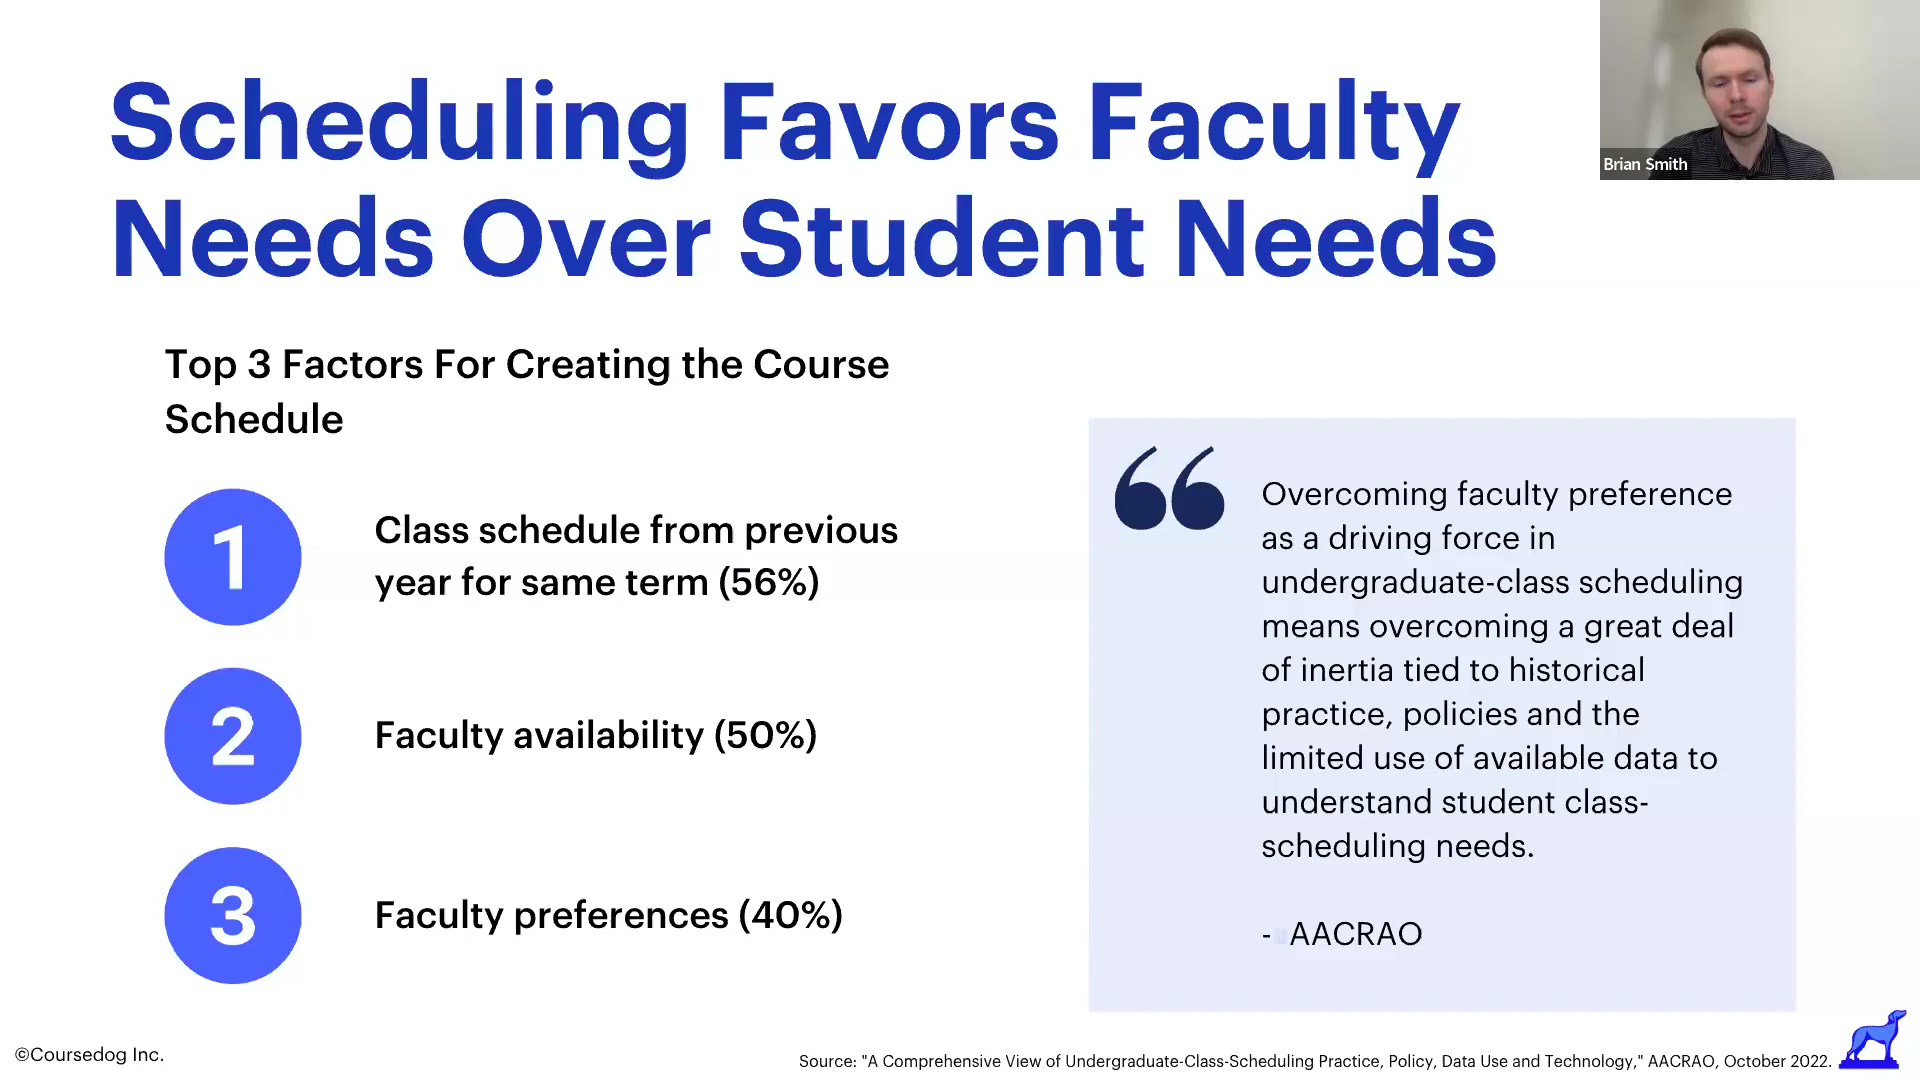 Scheduling Favors Faculty
Needs Over Student Needs
Brian Smith
Top 3 Factors For Creating the Course
Schedule
1
Class schedule from previous
year for same term (56%)
2
Faculty availability (50%)
3
Faculty preferences (40%)
“
Overcoming faculty preference
as a driving force in
undergraduate-class scheduling
means overcoming a great deal
of inertia tied to historical
practice, policies and the
limited use of available data to
understand student class-
scheduling needs.
- AACRAO
©Coursedog Inc.
Source: "A Comprehensive View of Undergraduate-Class-Scheduling Practice, Policy, Data Use and Technology," AACRAO, October 2022.